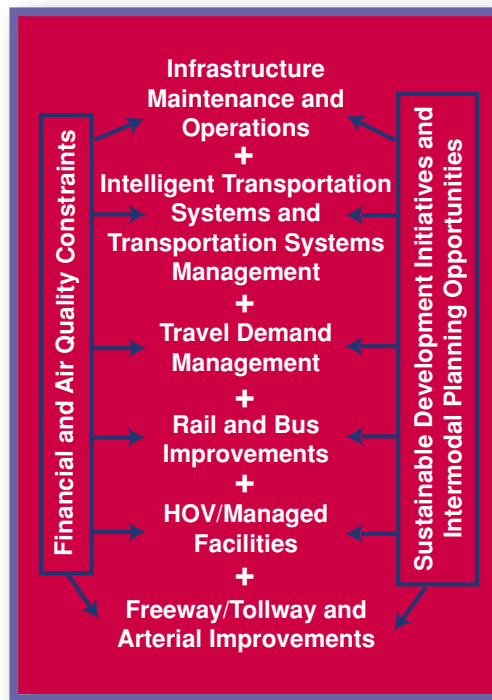 Infrastructure
Maintenance and
Operations
+
Intelligent Transportation
Systems and
Transportation Systems
Management
+
Travel Demand
Management
+
Rail and Bus
Improvements
+
HOV/Managed
Facilities
+
Freeway/Tollway and
Arterial Improvements
Financial and Air Quality Constraints
Sustainable Development Initiatives and
Intermodal Planning Opportunities